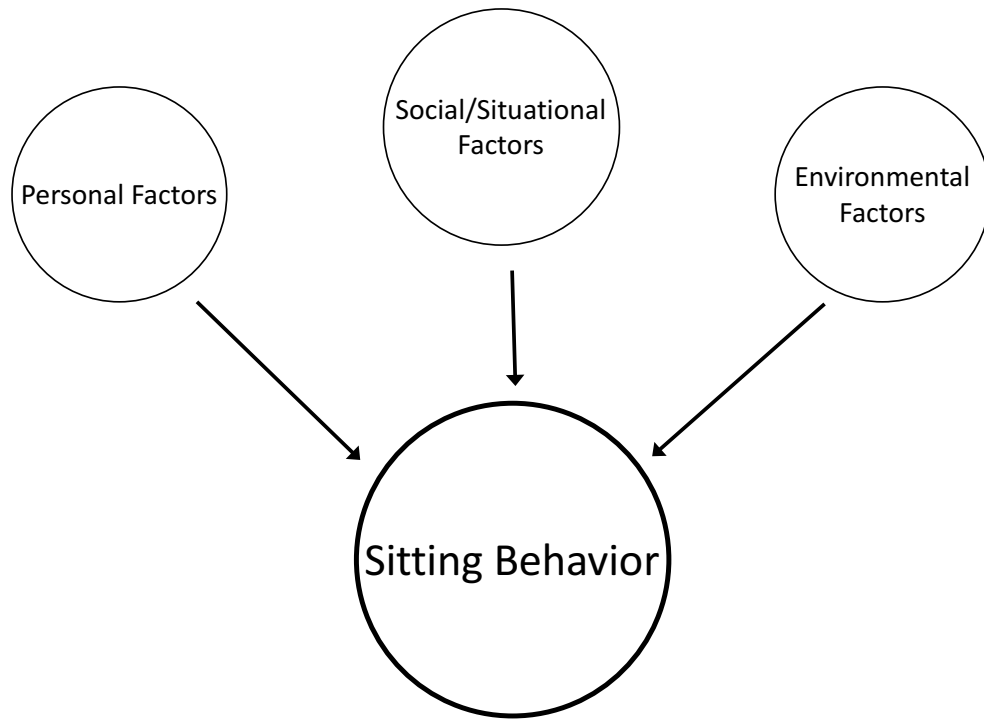 Personal Factors
Social/Situational
Factors
Environmental
Factors
Sitting Behavior